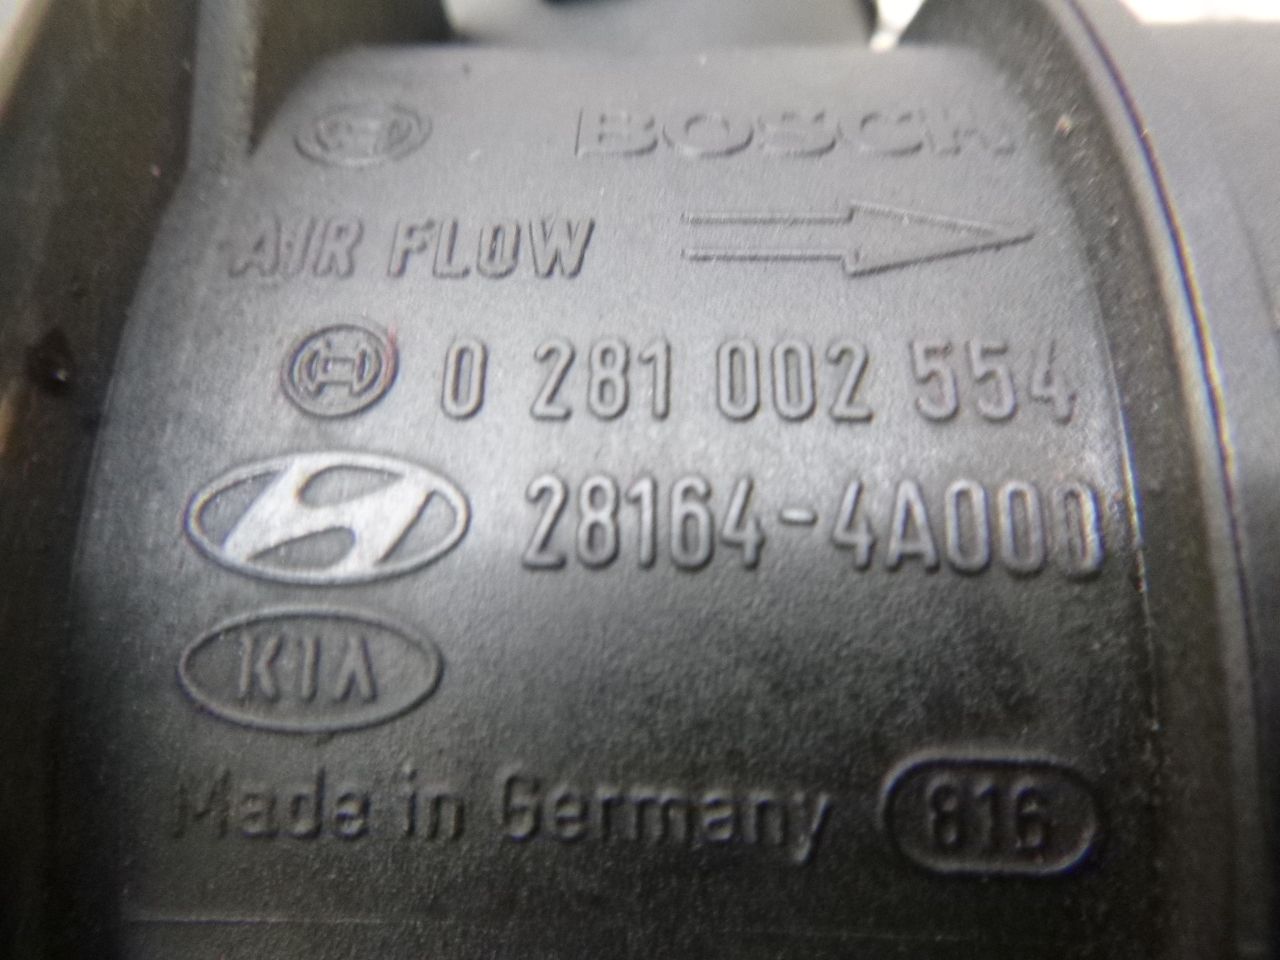 BOSCH
AIR FLOW
0 281 002 554
28164-4A000
KIA
Made in Germany 816